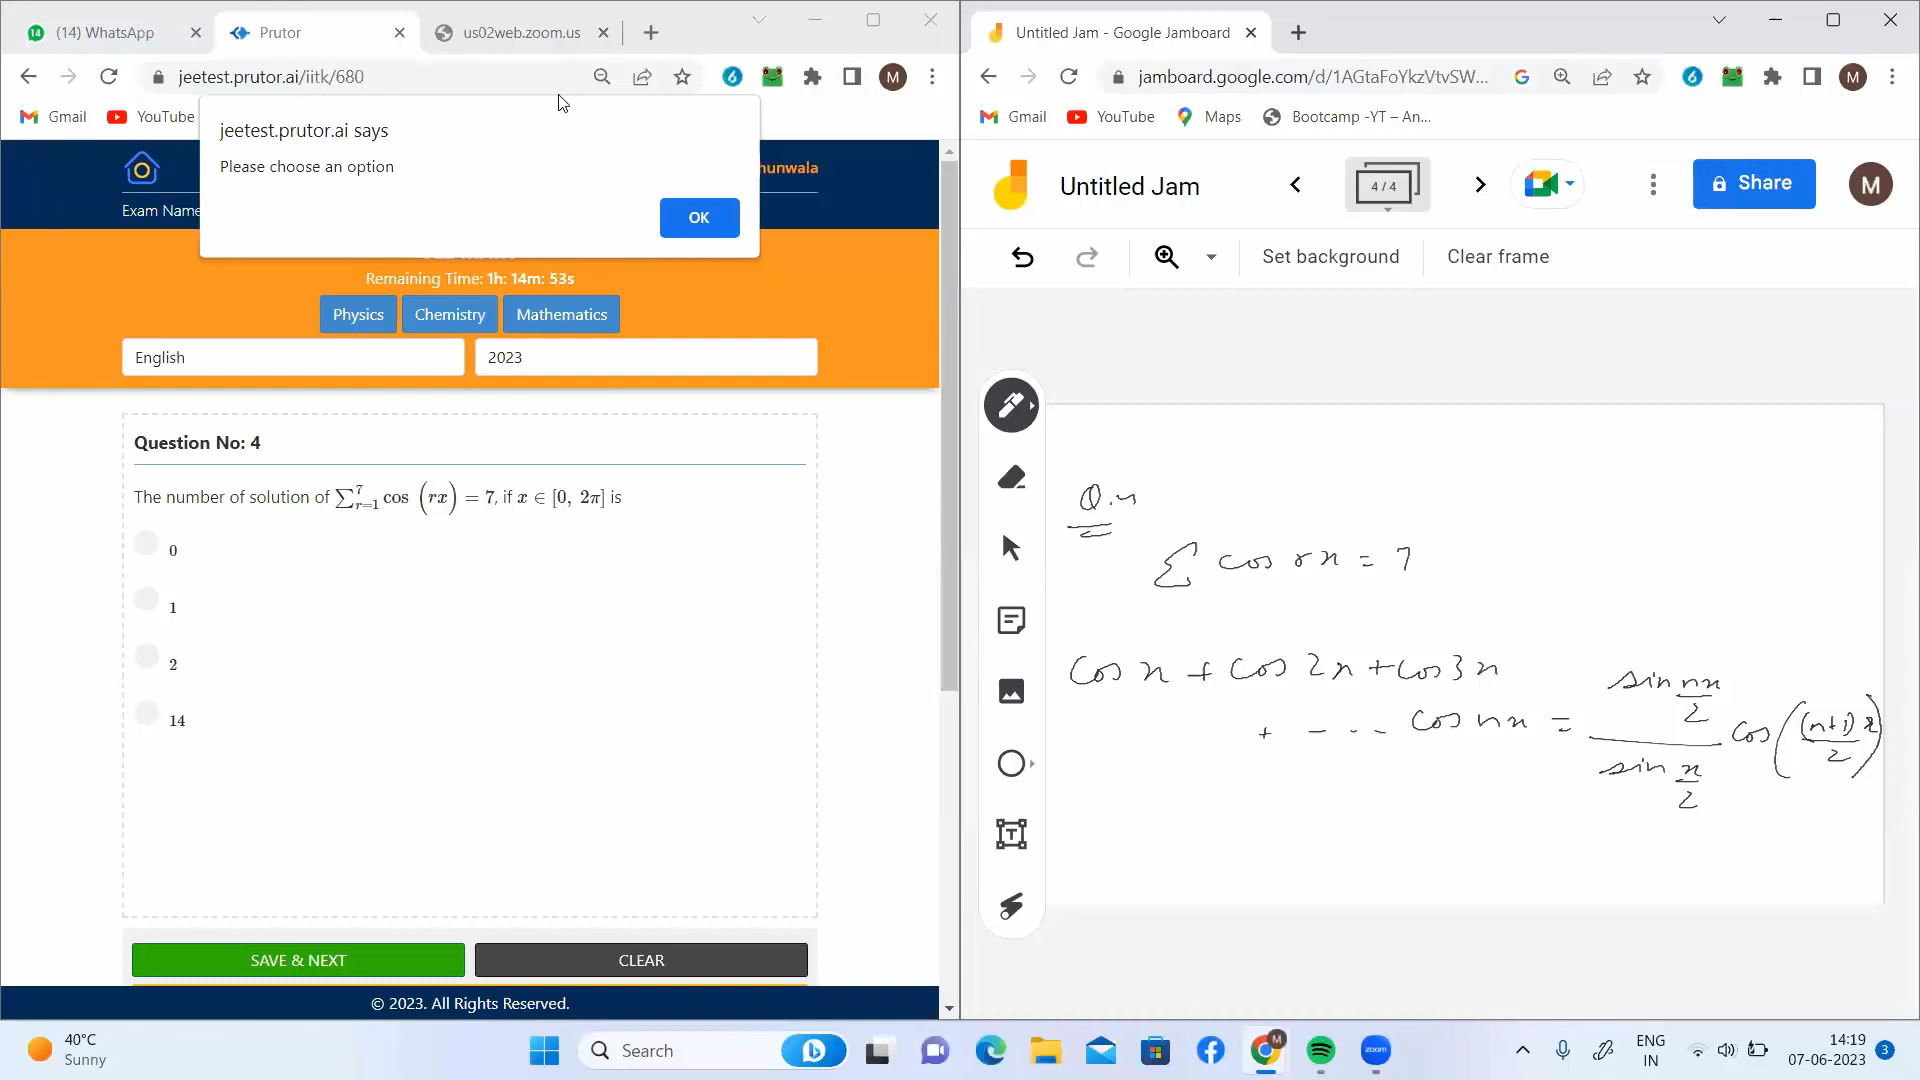 (14) WhatsApp
Prutor
us02web.zoom.us
jeetest.prutor.ai/iitk/680
M
Gmail
YouTube
jeetest.prutor.ai says
Please choose an option
OK
hunwala
Exam Name
Remaining Time: 1h: 14m: 53s
Physics
Chemistry
Mathematics
English
2023
Question No: 4
The number of solution of ∑_{r=1}^{7} cos (rx) = 7, if x ∈ [0, 2π] is
0
1
2
14
SAVE & NEXT
CLEAR
© 2023. All Rights Reserved.
Untitled Jam - Google Jamboard
jamboard.google.com/d/1AGtaFoYkzVtvSW...
M
Gmail
YouTube
Maps
Bootcamp -YT – An...
Untitled Jam
4 / 4
Share
M
Set background
Clear frame
∑ cos rx = 7
cos x + cos 2x + cos 3x
+ - ... cos nx = sin nx/2 / sin x/2 cos((n+1)x/2)
40°C
Sunny
Search
zoom
ENG
IN
14:19
07-06-2023
3